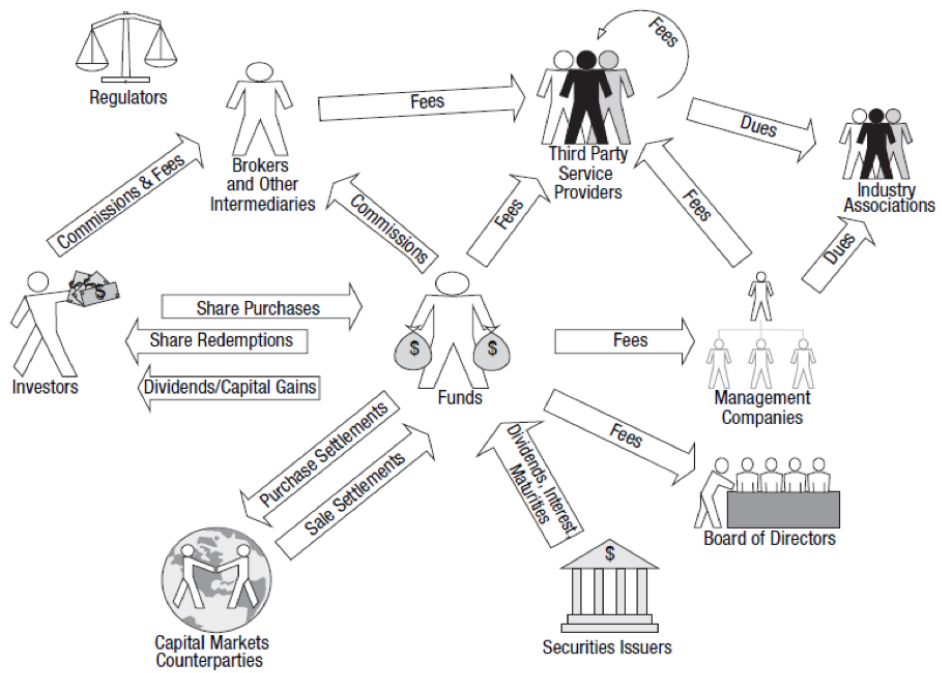 Regulators
Fees
Fees
Brokers
and Other
Intermediaries
Third Party
Service
Providers
Dues
Industry
Associations
Commissions & Fees
Commissions
Fees
Fees
Dues
$
Share Purchases
Share Redemptions
Dividends/Capital Gains
Investors
$
$
Funds
Fees
Management
Companies
Purchase Settlements
Sale Settlements
Dividends, Interest,
Maturities
Fees
Board of Directors
Capital Markets
Counterparties
$
Securities Issuers